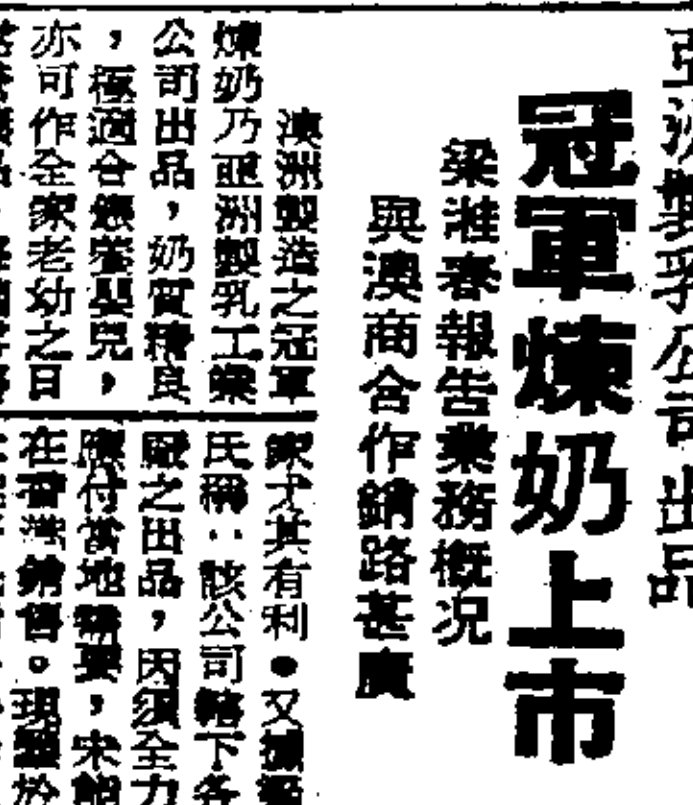 亞洲製乳公司出品
冠軍煉奶上市
梁淮春報告業務概況
與澳商合作銷路甚廣
澳洲製造之冠軍
煉奶乃亞洲製乳工業
公司出品，奶質精良
，極適合懸養嬰兒，
亦可作全家老幼之日
家尤其有利。又據梁
氏稱：該公司轄下各
廠之出品，因須全力
應付當地需要，未能
在香港銷售。現鑒於